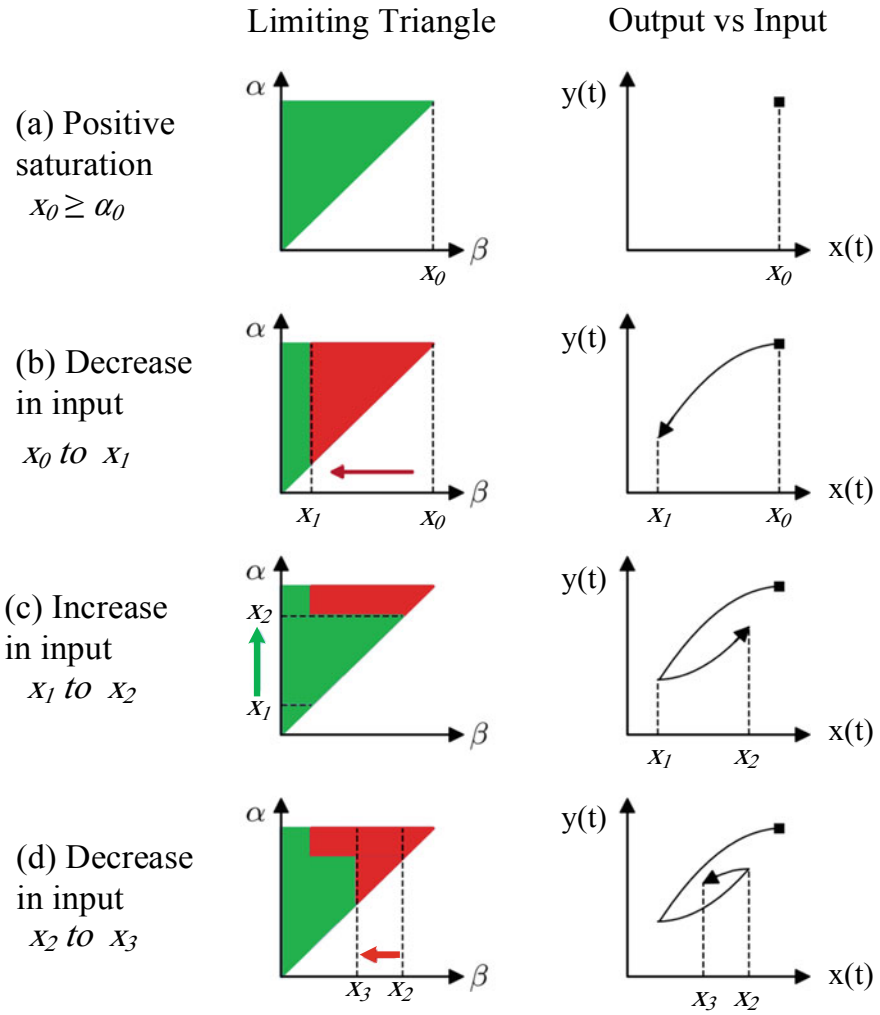 Limiting Triangle Output vs Input
(a) Positive
saturation
x₀ ≥ α₀
α
β
x₀
y(t)
x(t)
x₀
(b) Decrease
in input
x₀ to x₁
α
β
x₁ x₀
y(t)
x(t)
x₁ x₀
(c) Increase
in input
x₁ to x₂
α
x₂
x₁
β
y(t)
x(t)
x₁ x₂
(d) Decrease
in input
x₂ to x₃
α
β
x₃ x₂
y(t)
x(t)
x₃ x₂